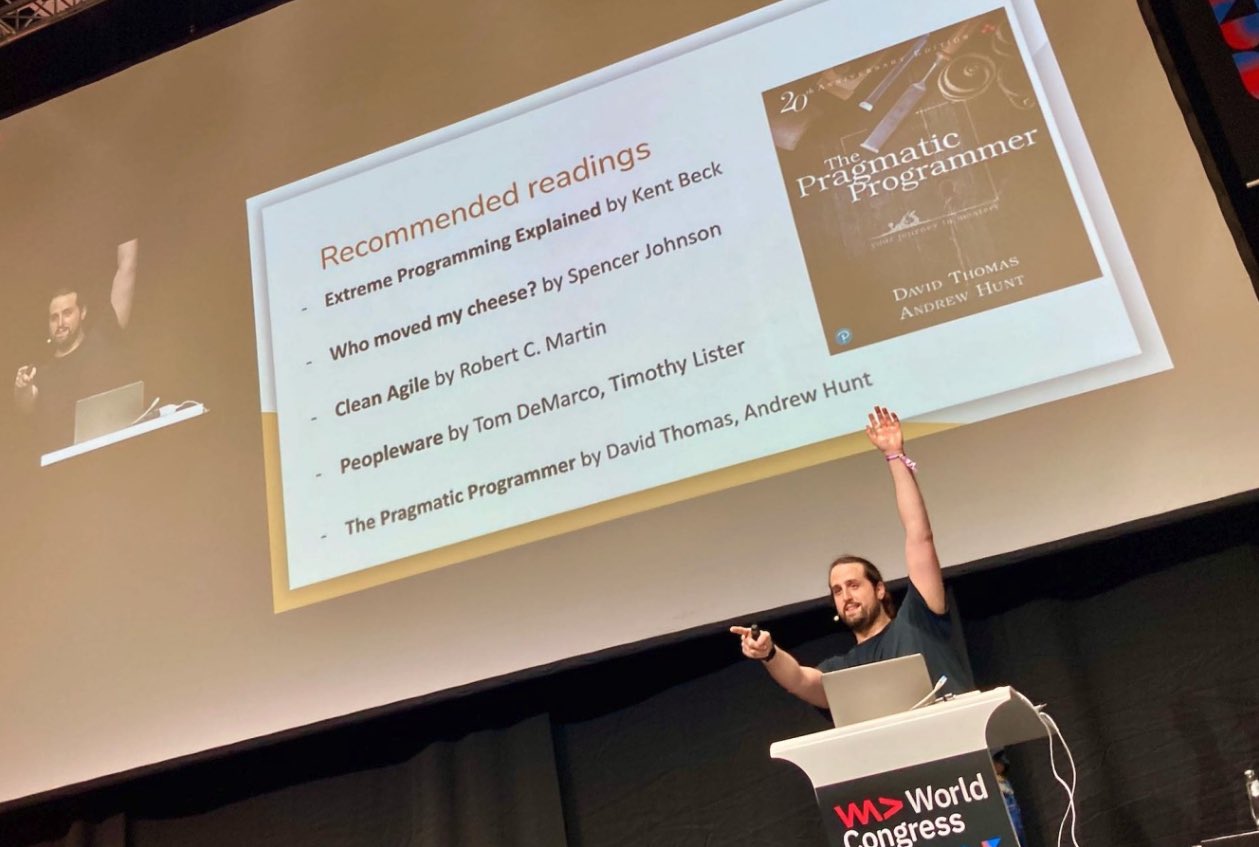 Recommended readings
- Extreme Programming Explained by Kent Beck
- Who moved my cheese? by Spencer Johnson
- Clean Agile by Robert C. Martin
- Peopleware by Tom DeMarco, Timothy Lister
- The Pragmatic Programmer by David Thomas, Andrew Hunt
20th Anniversary Edition
The
Pragmatic
Programmer
your journey to mastery
David Thomas
Andrew Hunt
P
World
Congress